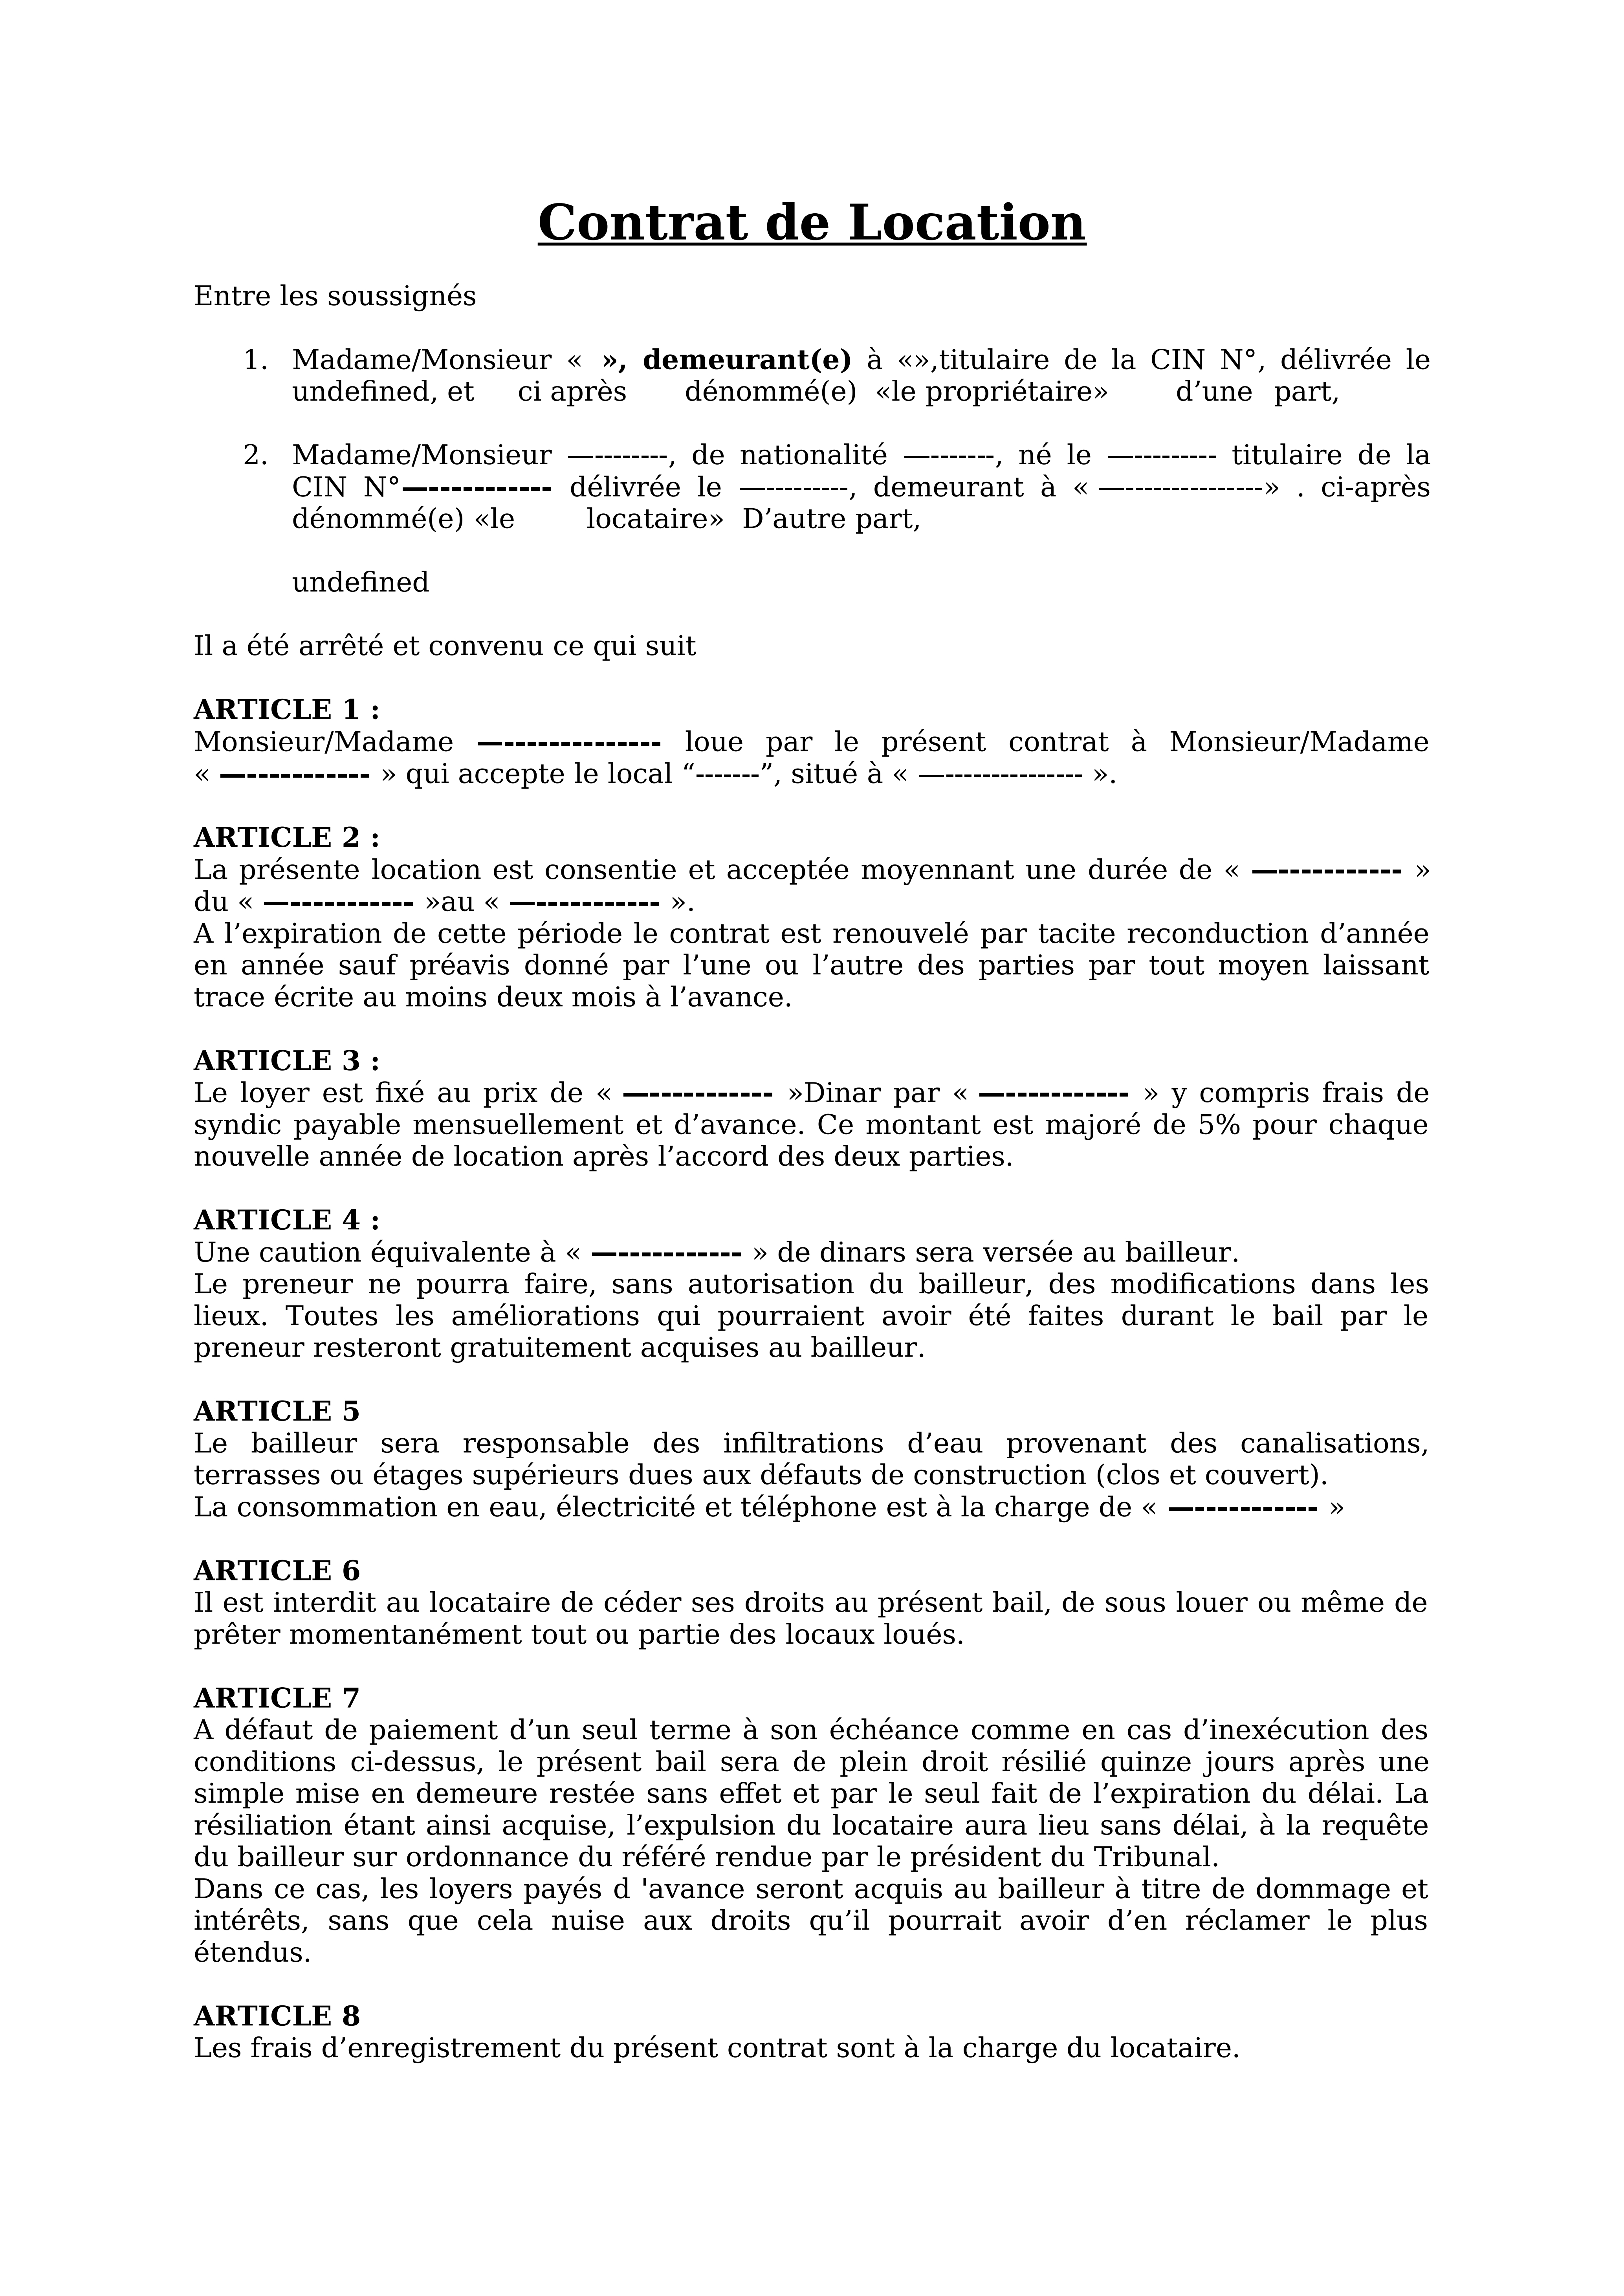 Contrat de Location
Entre les soussignés
1. Madame/Monsieur « », demeurant(e) à «»,titulaire de la CIN N°, délivrée le
undefined, et ci après dénommé(e) «le propriétaire» d’une part,
2. Madame/Monsieur —--------, de nationalité —-------, né le —--------- titulaire de la
CIN N°—----------- délivrée le —---------, demeurant à « —---------------» . ci-après
dénommé(e) «le locataire» D’autre part,
undefined
Il a été arrêté et convenu ce qui suit
ARTICLE 1 :
Monsieur/Madame —-------------- loue par le présent contrat à Monsieur/Madame
« —----------- » qui accepte le local “-------”, situé à « —--------------- ».
ARTICLE 2 :
La présente location est consentie et acceptée moyennant une durée de « —----------- »
du « —----------- »au « —----------- ».
A l’expiration de cette période le contrat est renouvelé par tacite reconduction d’année
en année sauf préavis donné par l’une ou l’autre des parties par tout moyen laissant
trace écrite au moins deux mois à l’avance.
ARTICLE 3 :
Le loyer est fixé au prix de « —----------- »Dinar par « —----------- » y compris frais de
syndic payable mensuellement et d’avance. Ce montant est majoré de 5% pour chaque
nouvelle année de location après l’accord des deux parties.
ARTICLE 4 :
Une caution équivalente à « —----------- » de dinars sera versée au bailleur.
Le preneur ne pourra faire, sans autorisation du bailleur, des modifications dans les
lieux. Toutes les améliorations qui pourraient avoir été faites durant le bail par le
preneur resteront gratuitement acquises au bailleur.
ARTICLE 5
Le bailleur sera responsable des infiltrations d’eau provenant des canalisations,
terrasses ou étages supérieurs dues aux défauts de construction (clos et couvert).
La consommation en eau, électricité et téléphone est à la charge de « —----------- »
ARTICLE 6
Il est interdit au locataire de céder ses droits au présent bail, de sous louer ou même de
prêter momentanément tout ou partie des locaux loués.
ARTICLE 7
A défaut de paiement d’un seul terme à son échéance comme en cas d’inexécution des
conditions ci-dessus, le présent bail sera de plein droit résilié quinze jours après une
simple mise en demeure restée sans effet et par le seul fait de l’expiration du délai. La
résiliation étant ainsi acquise, l’expulsion du locataire aura lieu sans délai, à la requête
du bailleur sur ordonnance du référé rendue par le président du Tribunal.
Dans ce cas, les loyers payés d 'avance seront acquis au bailleur à titre de dommage et
intérêts, sans que cela nuise aux droits qu’il pourrait avoir d’en réclamer le plus
étendus.
ARTICLE 8
Les frais d’enregistrement du présent contrat sont à la charge du locataire.